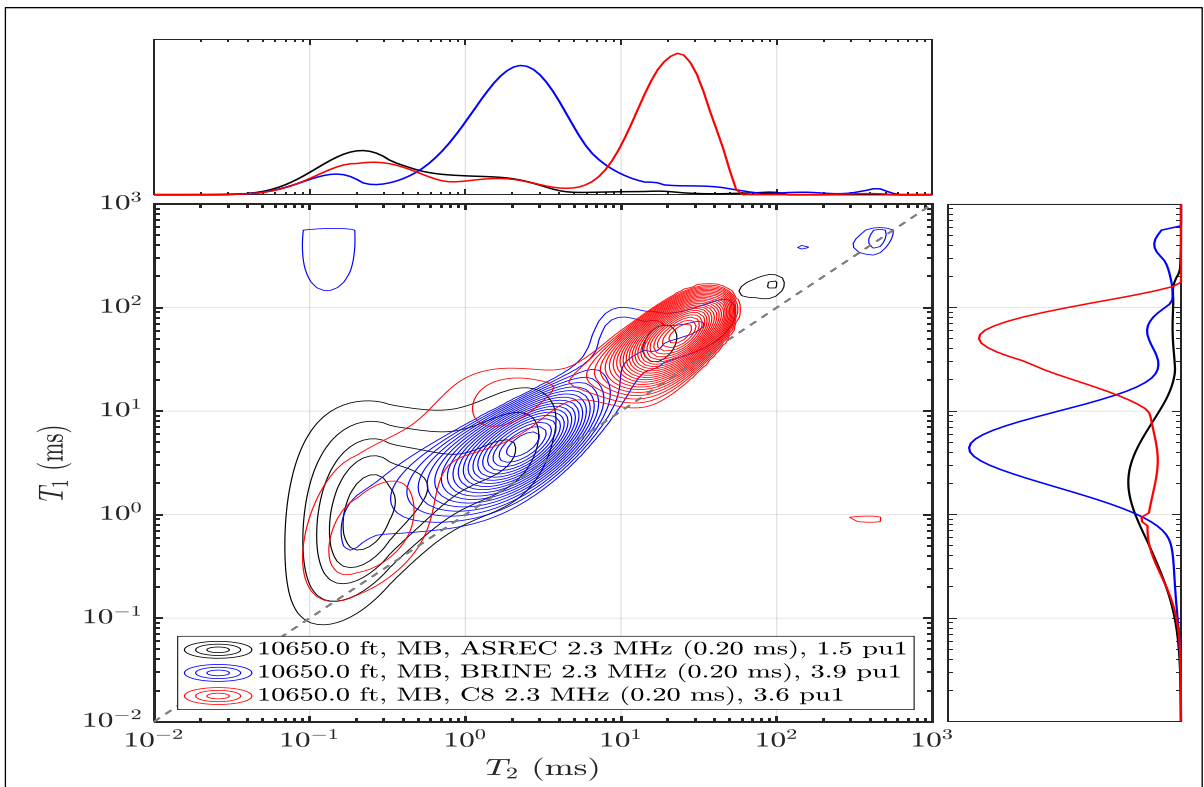 10³
10²
10¹
10⁰
10⁻¹
10⁻²
T₁ (ms)
10650.0 ft, MB, ASREC 2.3 MHz (0.20 ms), 1.5 pu1
10650.0 ft, MB, BRINE 2.3 MHz (0.20 ms), 3.9 pu1
10650.0 ft, MB, C8 2.3 MHz (0.20 ms), 3.6 pu1
10⁻² 10⁻¹ 10⁰ 10¹ 10² 10³
T₂ (ms)